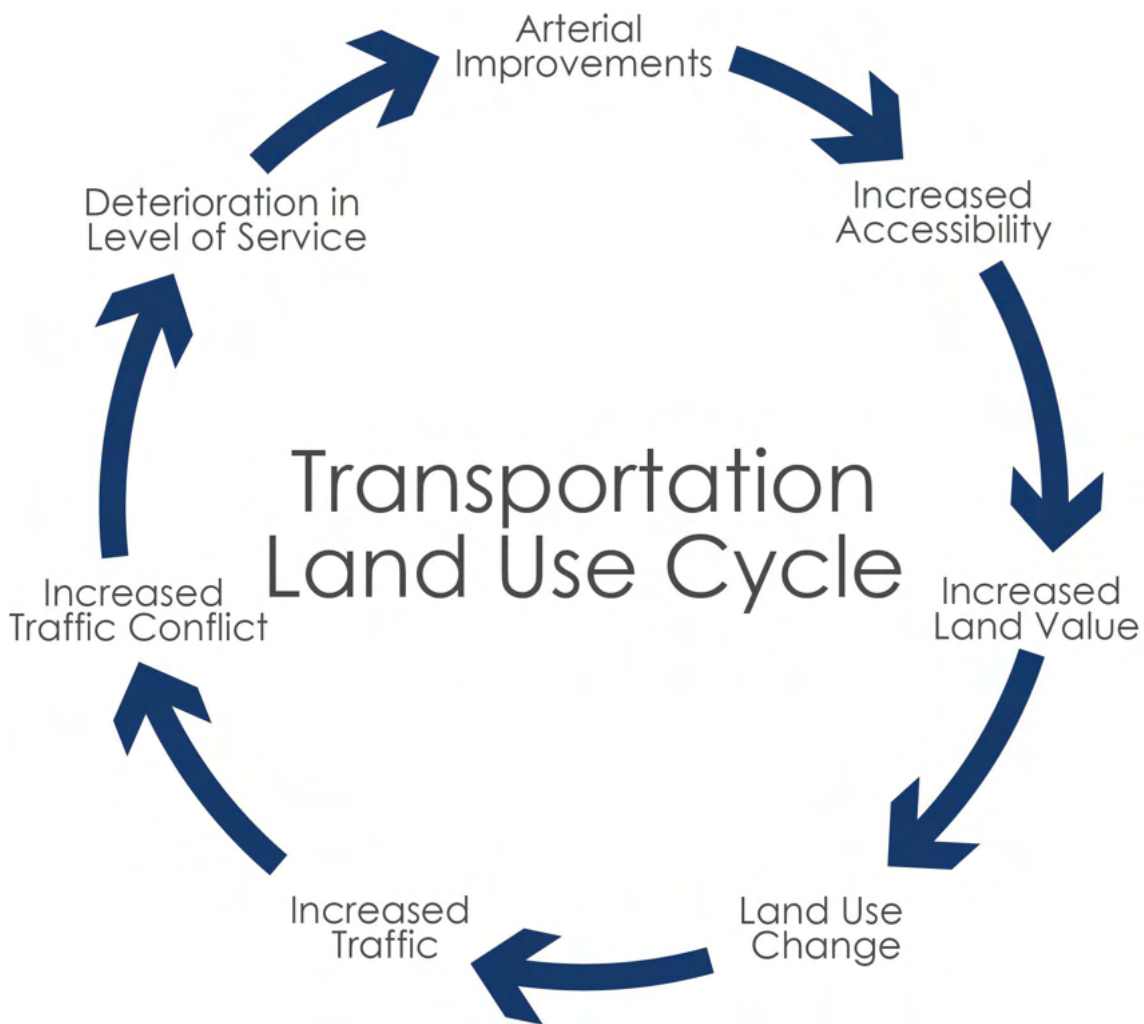 Arterial
Improvements
Increased
Accessibility
Increased
Land Value
Land Use
Change
Increased
Traffic
Increased
Traffic Conflict
Deterioration in
Level of Service
Transportation
Land Use Cycle